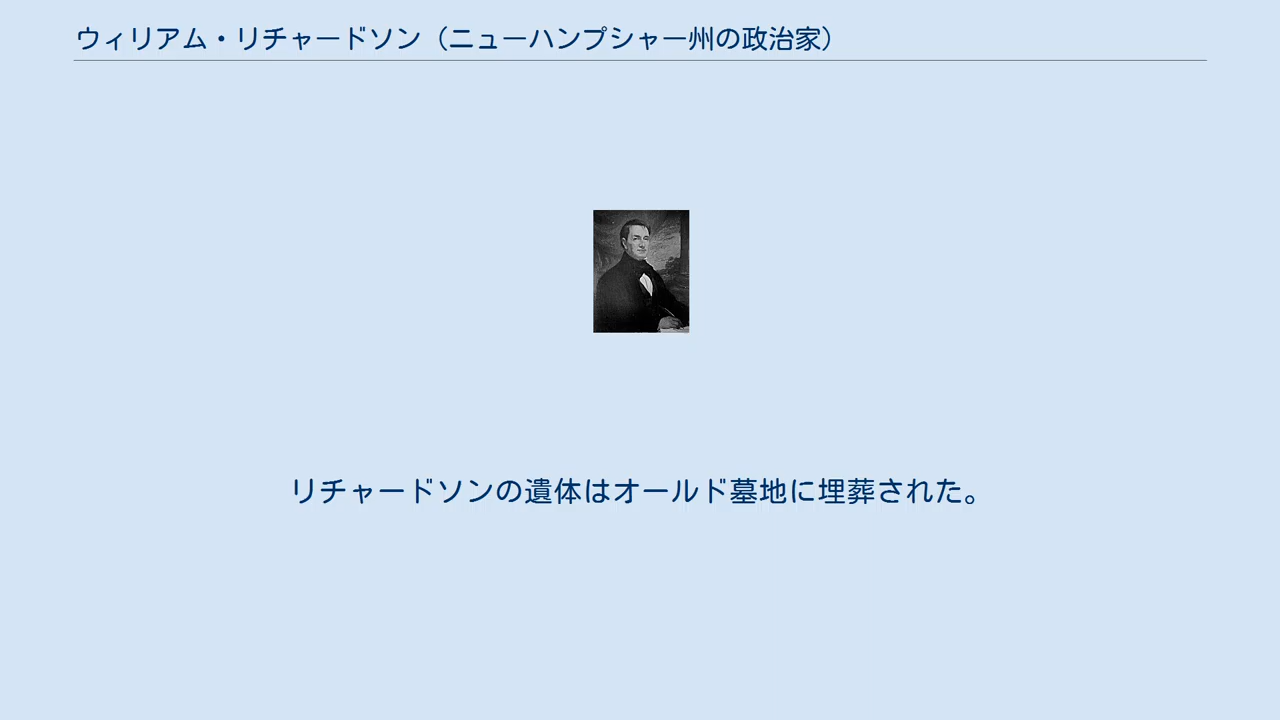 ウィリアム・リチャードソン（ニューハンプシャー州の政治家）
リチャードソンの遺体はオールド墓地に埋葬された。